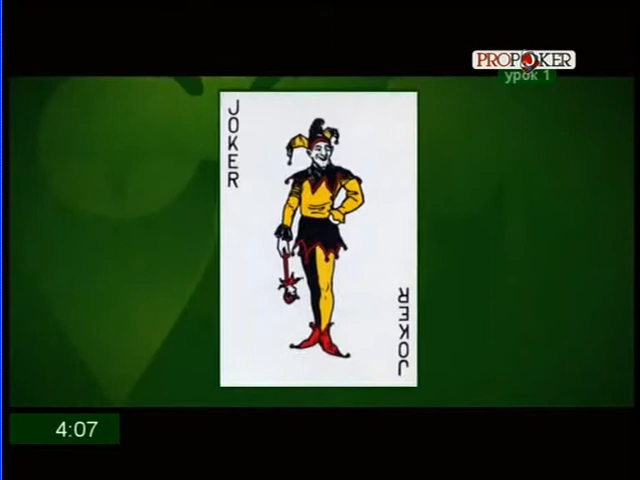 PROPOKER
урок 1
JOKER
JOKER
4:07